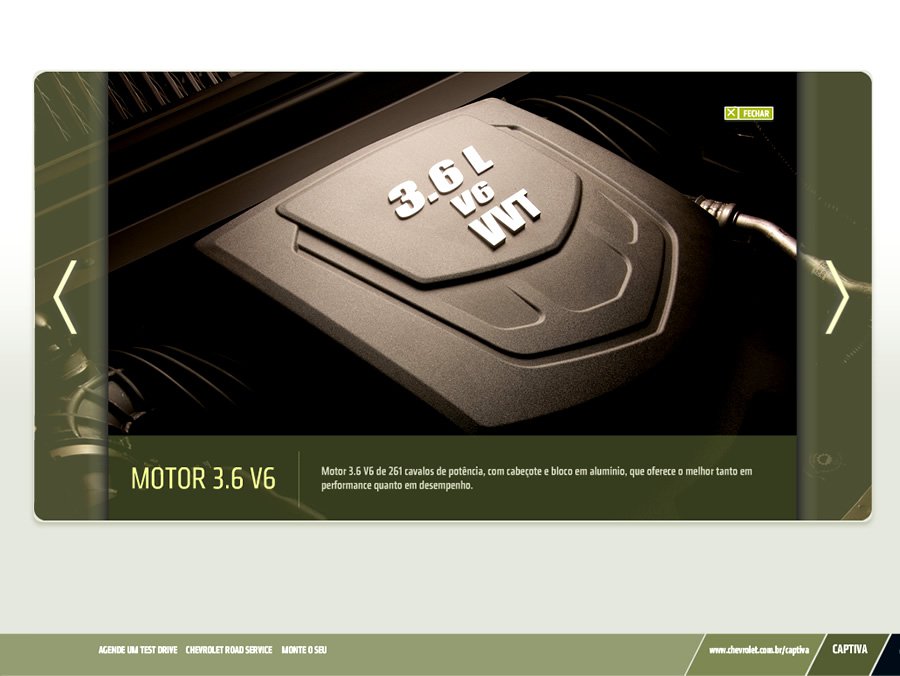 FECHAR
3.6 L
V6
VVT
MOTOR 3.6 V6
Motor 3.6 V6 de 261 cavalos de potência, com cabeçote e bloco em alumínio, que oferece o melhor tanto em
performance quanto em desempenho.
AGENDE UM TEST DRIVE CHEVROLET ROAD SERVICE MONTE O SEU
www.chevrolet.com.br/captiva CAPTIVA